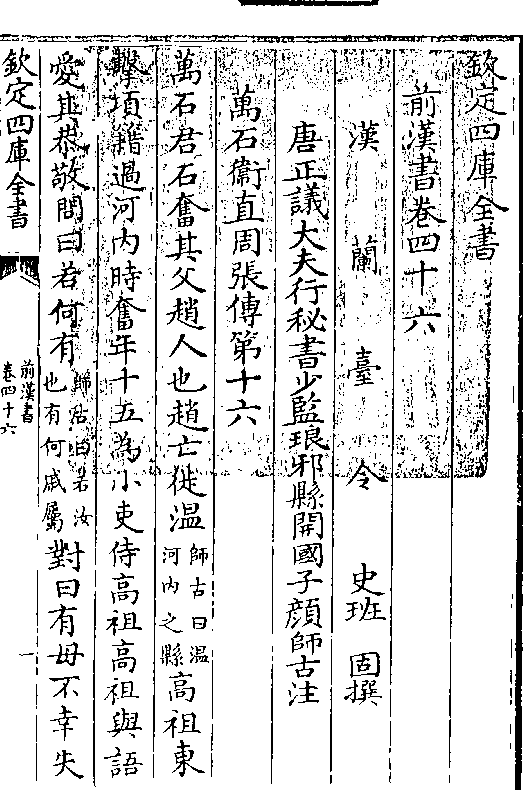 欽定四庫全書
前漢書卷四十六
漢蘭臺令史班固撰
唐正議大夫行秘書少監琅邪縣開國子顔師古注
萬石衛直周張傳第十六
萬石君石奮其父趙人也趙亡徙温師古曰温河内之縣高祖東
擊項籍過河内時奮年十五為小吏侍高祖高祖與語
愛其恭敬問曰若何有師古曰若汝也有何戚屬對曰有母不幸失
欽定四庫全書
前漢書
卷四十六
一